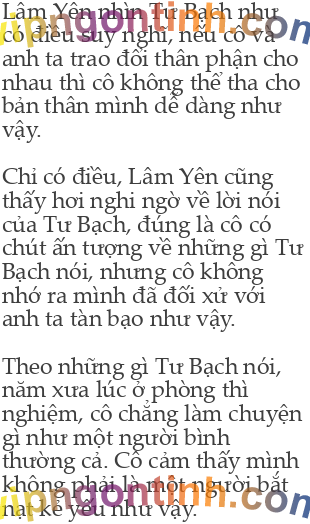 Lâm Yên nhìn Tư Bạch như
có điều suy nghĩ, nếu cô và
anh ta trao đổi thân phận cho
nhau thì cô không thể tha cho
bản thân mình dễ dàng như
vậy.
Chỉ có điều, Lâm Yên cũng
thấy hơi nghi ngờ về lời nói
của Tư Bạch, đúng là cô có
chút ấn tượng về những gì Tư
Bạch nói, nhưng cô không
nhớ ra mình đã đối xử với
anh ta tàn bạo như vậy.
Theo những gì Tư Bạch nói,
năm xưa lúc ở phòng thì
nghiệm, cô chẳng làm chuyện
gì như một người bình
thường cả. Cô cảm thấy mình
không phải là một người bắt
nạt kẻ yếu như vậy.
vipngontinh.com
vipngontinh.com